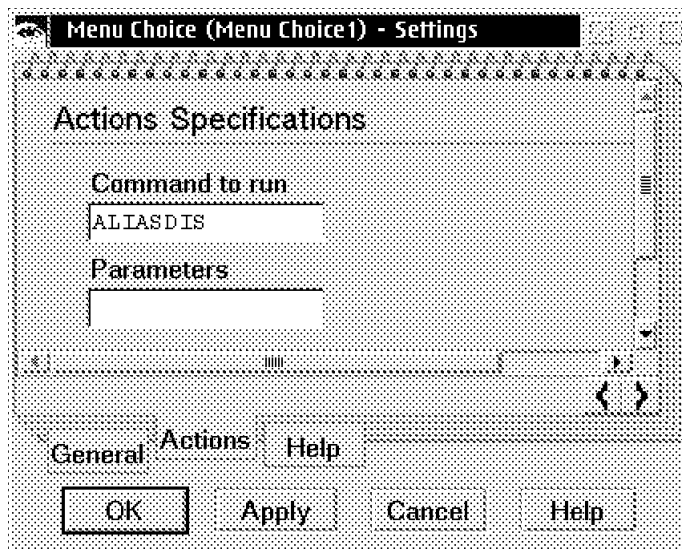 Menu Choice (Menu Choice1) - Settings
Actions Specifications
Command to run
ALIASDIS
Parameters
General Actions Help
OK Apply Cancel Help